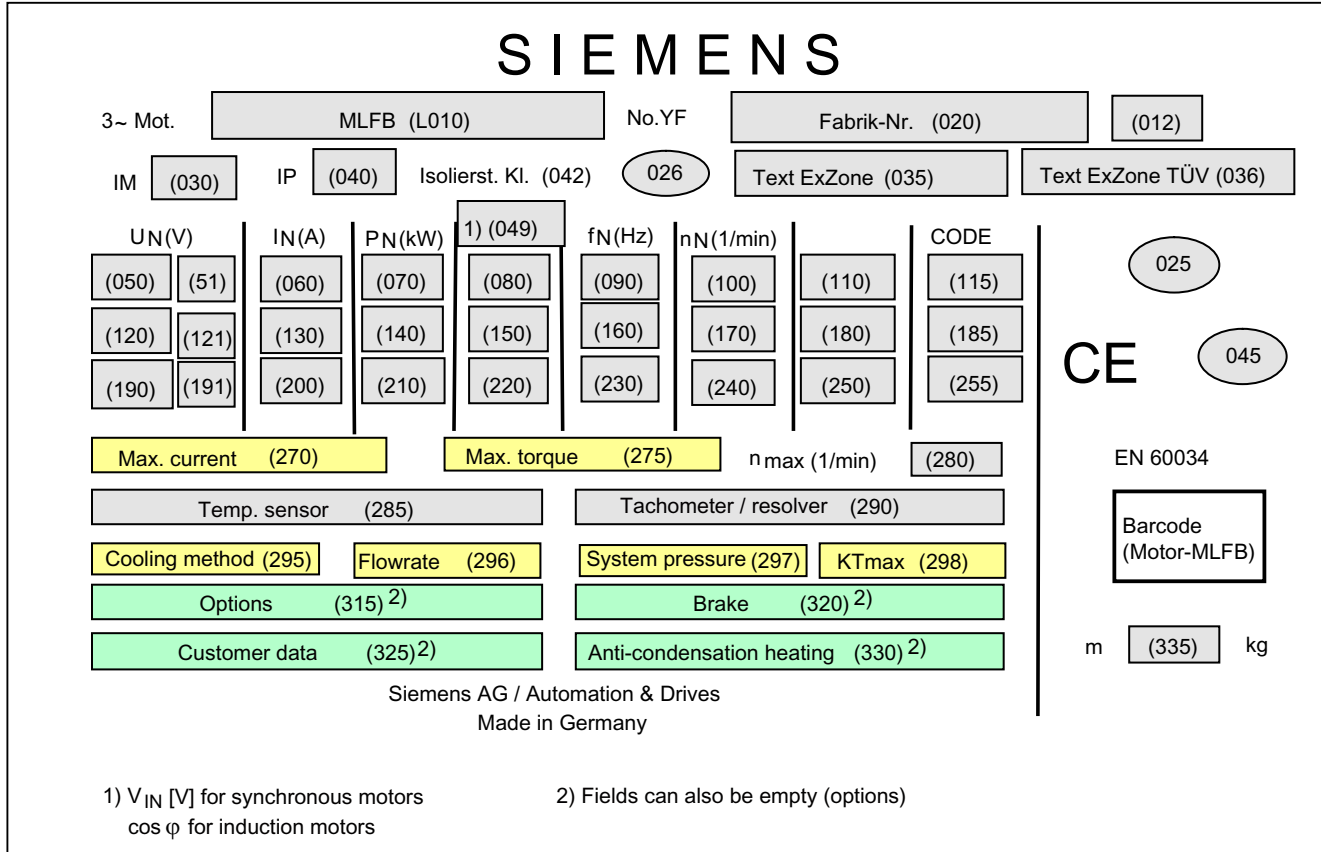 SIEMENS
3~ Mot. MLFB (L010) No.YF Fabrik-Nr. (020) (012)
IM (030) IP (040) Isolierst. Kl. (042) 026 Text ExZone (035) Text ExZone TÜV (036)
UN(V) IN(A) PN(kW) 1) (049) fN(Hz) nN(1/min) CODE
(050) (51) (060) (070) (080) (090) (100) (110) (115) 025
(120) (121) (130) (140) (150) (160) (170) (180) (185)
CE 045
(190) (191) (200) (210) (220) (230) (240) (250) (255)
Max. current (270) Max. torque (275) nmax (1/min) (280) EN 60034
Temp. sensor (285) Tachometer / resolver (290)
Barcode
(Motor-MLFB)
Cooling method (295) Flowrate (296) System pressure (297) KTmax (298)
Options (315) 2) Brake (320) 2)
Customer data (325) 2) Anti-condensation heating (330) 2) m (335) kg
Siemens AG / Automation & Drives
Made in Germany
1) VIN [V] for synchronous motors
cos φ for induction motors
2) Fields can also be empty (options)